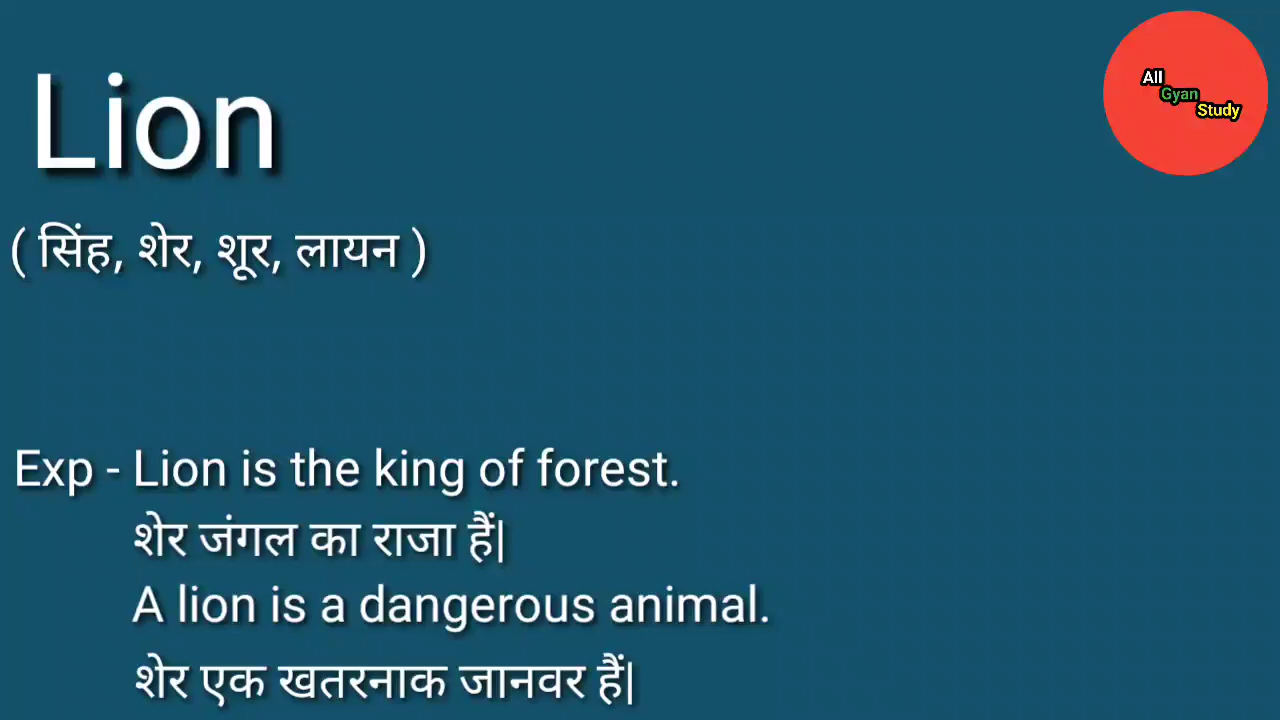 Lion
All
Gyan
Study
( सिंह, शेर, शूर, लायन )
Exp - Lion is the king of forest.
शेर जंगल का राजा हैं|
A lion is a dangerous animal.
शेर एक खतरनाक जानवर हैं|